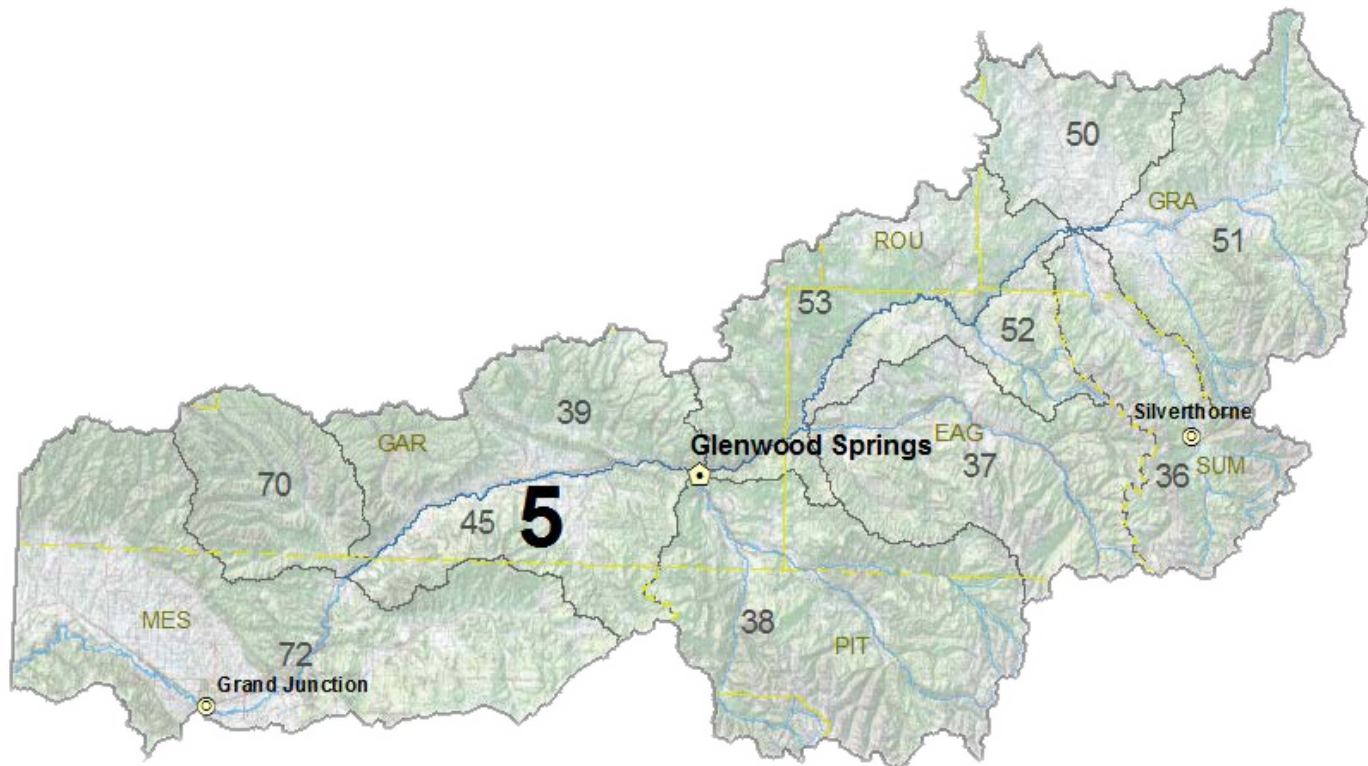 50
GRA
51
ROU
53
52
Silverthorne
39
GAR
Glenwood Springs
EAG
37
36
SUM
70
45
5
MES
38
PIT
72
Grand Junction